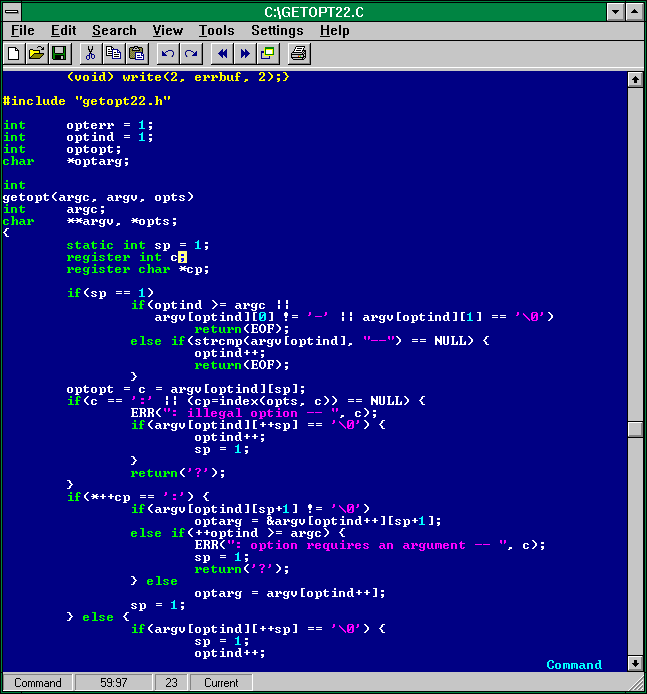 C:\GETOPT22.C
File Edit Search View Tools Settings Help
(void) write(2, errbuf, 2);}
#include "getopt22.h"
int opterr = 1;
int optind = 1;
int optopt;
char *optarg;
int
getopt(argc, argv, opts)
int argc;
char **argv, *opts;
{
static int sp = 1;
register int c;
register char *cp;
if(sp == 1)
if(optind >= argc ||
argv[optind][0] != '-' || argv[optind][1] == '\0')
return(EOF);
else if(strcmp(argv[optind], "--") == NULL) {
optind++;
return(EOF);
}
optopt = c = argv[optind][sp];
if(c == ':' || (cp=index(opts, c)) == NULL) {
ERR(": illegal option -- ", c);
if(argv[optind][++sp] == '\0') {
optind++;
sp = 1;
}
return('?');
}
if(*++cp == ':') {
if(argv[optind][sp+1] != '\0')
optarg = &argv[optind++][sp+1];
else if(++optind >= argc) {
ERR(": option requires an argument -- ", c);
sp = 1;
return('?');
} else
optarg = argv[optind++];
sp = 1;
} else {
if(argv[optind][++sp] == '\0') {
sp = 1;
optind++;
Command
Command 59:97 23 Current